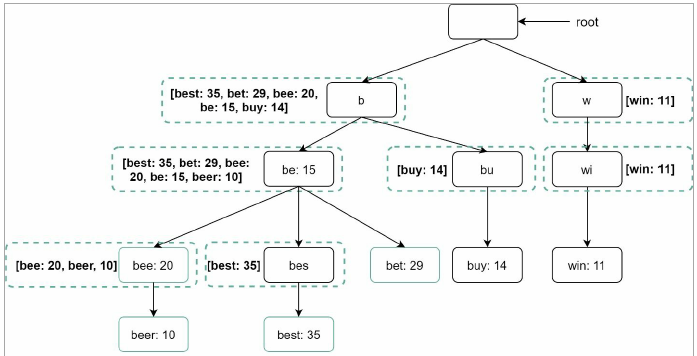 root
[best: 35, bet: 29, bee: 20,
be: 15, buy: 14]
b
w
[win: 11]
[best: 35, bet: 29, bee:
20, be: 15, beer: 10]
be: 15
[buy: 14]
bu
wi
[win: 11]
[bee: 20, beer, 10]
bee: 20
[best: 35]
bes
bet: 29
buy: 14
win: 11
beer: 10
best: 35